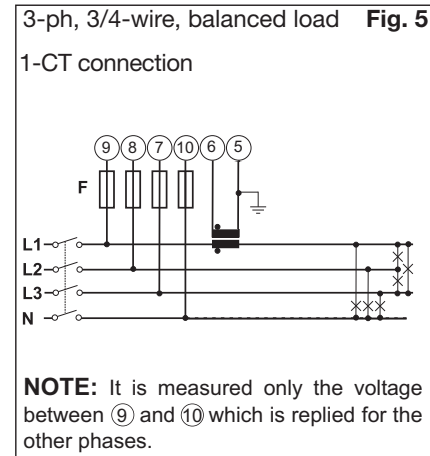 3-ph, 3/4-wire, balanced load Fig. 5
1-CT connection
9 8 7 10 6 5
F
L1
L2
L3
N
NOTE: It is measured only the voltage
between ⑨ and ⑩ which is replied for the
other phases.